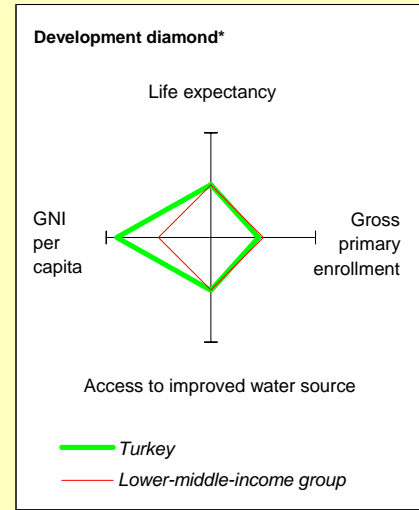 Development diamond*
Life expectancy
GNI
per
capita
Gross
primary
enrollment
Access to improved water source
Turkey
Lower-middle-income group